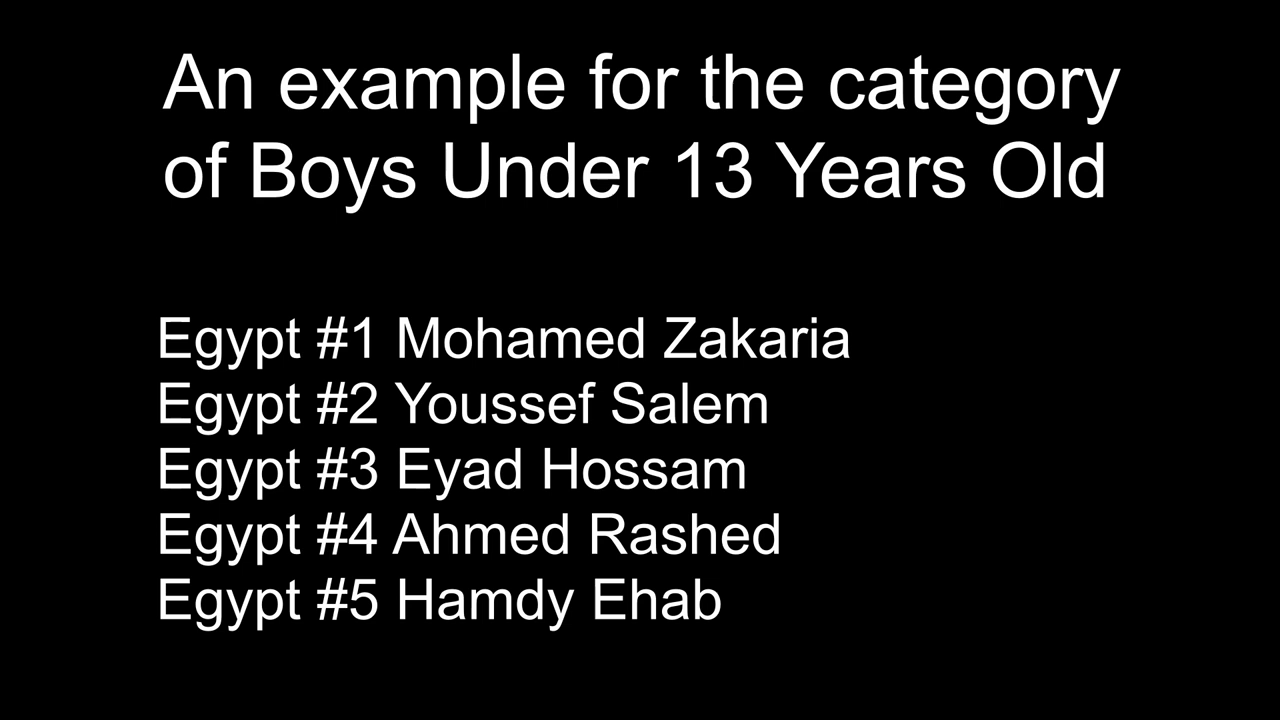 An example for the category
of Boys Under 13 Years Old
Egypt #1 Mohamed Zakaria
Egypt #2 Youssef Salem
Egypt #3 Eyad Hossam
Egypt #4 Ahmed Rashed
Egypt #5 Hamdy Ehab